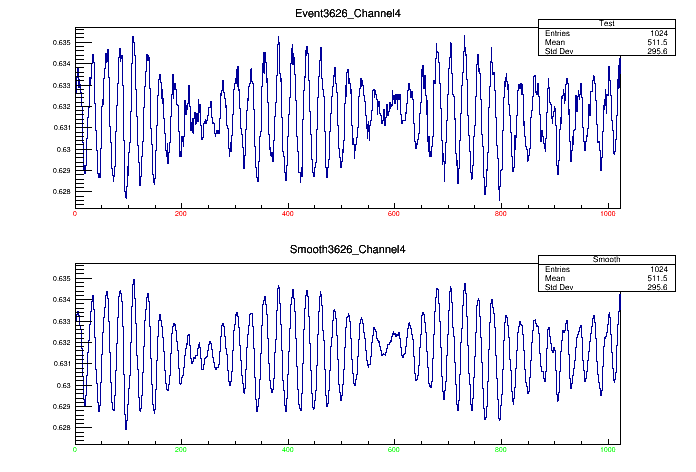 Event3626_Channel4
Test
Entries 1024
Mean 511.5
Std Dev 295.6
0.635
0.634
0.633
0.632
0.631
0.63
0.629
0.628
0 200 400 600 800 1000
Smooth3626_Channel4
Smooth
Entries 1024
Mean 511.5
Std Dev 295.6
0.635
0.634
0.633
0.632
0.631
0.63
0.629
0.628
0 200 400 600 800 1000